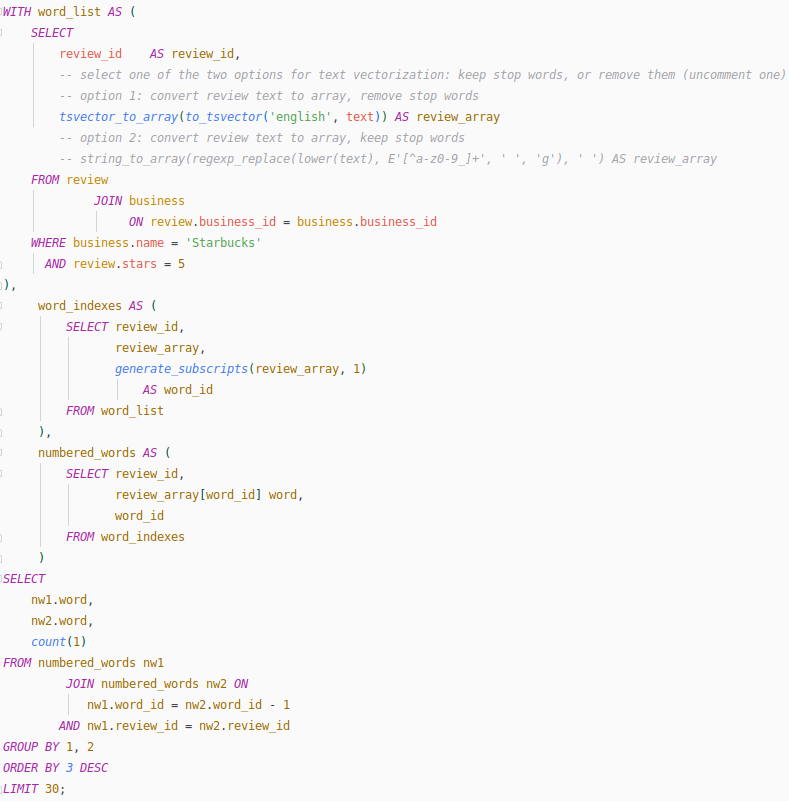 WITH word_list AS (
    SELECT
        review_id    AS review_id,
        -- select one of the two options for text vectorization: keep stop words, or remove them (uncomment one)
        -- option 1: convert review text to array, remove stop words
        tsvector_to_array(to_tsvector('english', text)) AS review_array
        -- option 2: convert review text to array, keep stop words
        -- string_to_array(regexp_replace(lower(text), E'[^a-z0-9_]+', ' ', 'g'), ' ') AS review_array
    FROM review
             JOIN business
                  ON review.business_id = business.business_id
    WHERE business.name = 'Starbucks'
      AND review.stars = 5
),
     word_indexes AS (
         SELECT review_id,
                review_array,
                generate_subscripts(review_array, 1)
                    AS word_id
         FROM word_list
     ),
     numbered_words AS (
         SELECT review_id,
                review_array[word_id] word,
                word_id
         FROM word_indexes
     )
SELECT
    nw1.word,
    nw2.word,
    count(1)
FROM numbered_words nw1
         JOIN numbered_words nw2 ON
            nw1.word_id = nw2.word_id - 1
        AND nw1.review_id = nw2.review_id
GROUP BY 1, 2
ORDER BY 3 DESC
LIMIT 30;